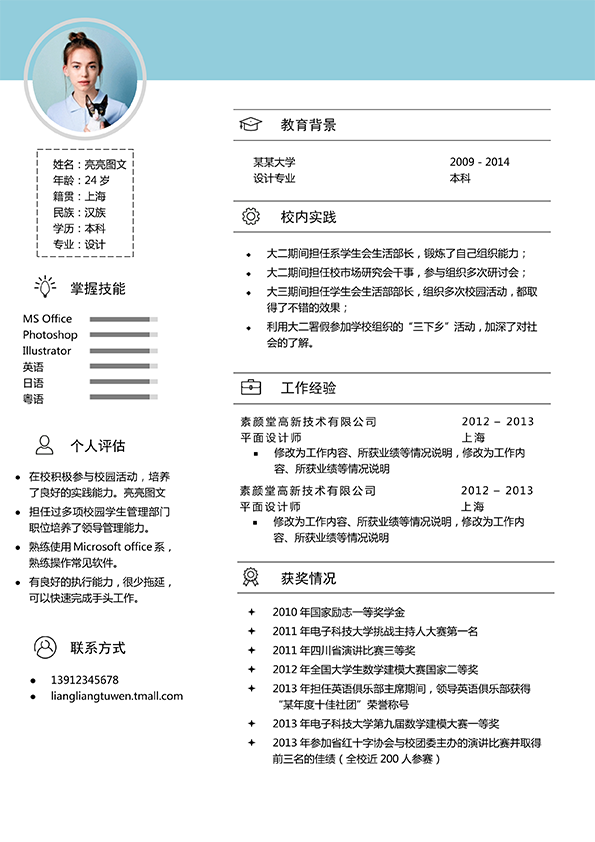 姓名：亮亮图文
年龄：24 岁
籍贯：上海
民族：汉族
学历：本科
专业：设计
掌握技能
MS Office
Photoshop
Illustrator
英语
日语
粤语
个人评估
在校积极参与校园活动，培养
了良好的实践能力。亮亮图文
担任过多项校园学生管理部门
职位培养了领导管理能力。
熟练使用 Microsoft office 系，
熟练操作常见软件。
有良好的执行能力，很少拖延，
可以快速完成手头工作。
联系方式
13912345678
liangliangtuwen.tmall.com
教育背景
某某大学 2009 - 2014
设计专业 本科
校内实践
大二期间担任系学生会生活部长，锻炼了自己组织能力；
大二期间担任校市场研究会干事，参与组织多次研讨会；
大三期间担任学生会生活部部长，组织多次校园活动，都取
得了不错的效果；
利用大二署假参加学校组织的“三下乡”活动，加深了对社
会的了解。
工作经验
素颜堂高新技术有限公司 2012 – 2013
平面设计师 上海
修改为工作内容、所获业绩等情况说明，修改为工作内
容、所获业绩等情况说明
素颜堂高新技术有限公司 2012 – 2013
平面设计师 上海
修改为工作内容、所获业绩等情况说明，修改为工作内
容、所获业绩等情况说明
获奖情况
2010 年国家励志一等奖学金
2011 年电子科技大学挑战主持人大赛第一名
2011 年四川省演讲比赛三等奖
2012 年全国大学生数学建模大赛国家二等奖
2013 年担任英语俱乐部主席期间，领导英语俱乐部获得
“某年度十佳社团”荣誉称号
2013 年电子科技大学第九届数学建模大赛一等奖
2013 年参加省红十字协会与校团委主办的演讲比赛并取得
前三名的佳绩（全校近 200 人参赛）